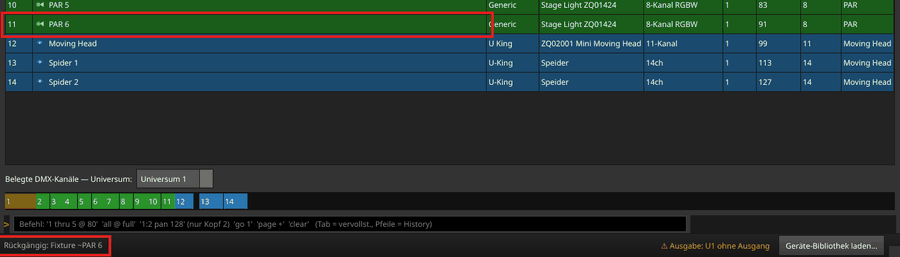 10 PAR 5 Generic Stage Light ZQ01424 8-Kanal RGBW 1 83 8 PAR
11 PAR 6 Generic Stage Light ZQ01424 8-Kanal RGBW 1 91 8 PAR
12 Moving Head U King ZQ02001 Mini Moving Head 11-Kanal 1 99 11 Moving Head
13 Spider 1 U-King Speider 14ch 1 113 14 Moving Head
14 Spider 2 U-King Speider 14ch 1 127 14 Moving Head
Belegte DMX-Kanäle — Universum: Universum 1
1 2 3 4 5 6 7 8 9 10 11 12 13 14
> Befehl: '1 thru 5 @ 80' 'all @ full' '1:2 pan 128' (nur Kopf 2) 'go 1' 'page +' 'clear' (Tab = vervollst., Pfeile = History)
Rückgängig: Fixture ~PAR 6 ⚠ Ausgabe: U1 ohne Ausgang Geräte-Bibliothek laden...